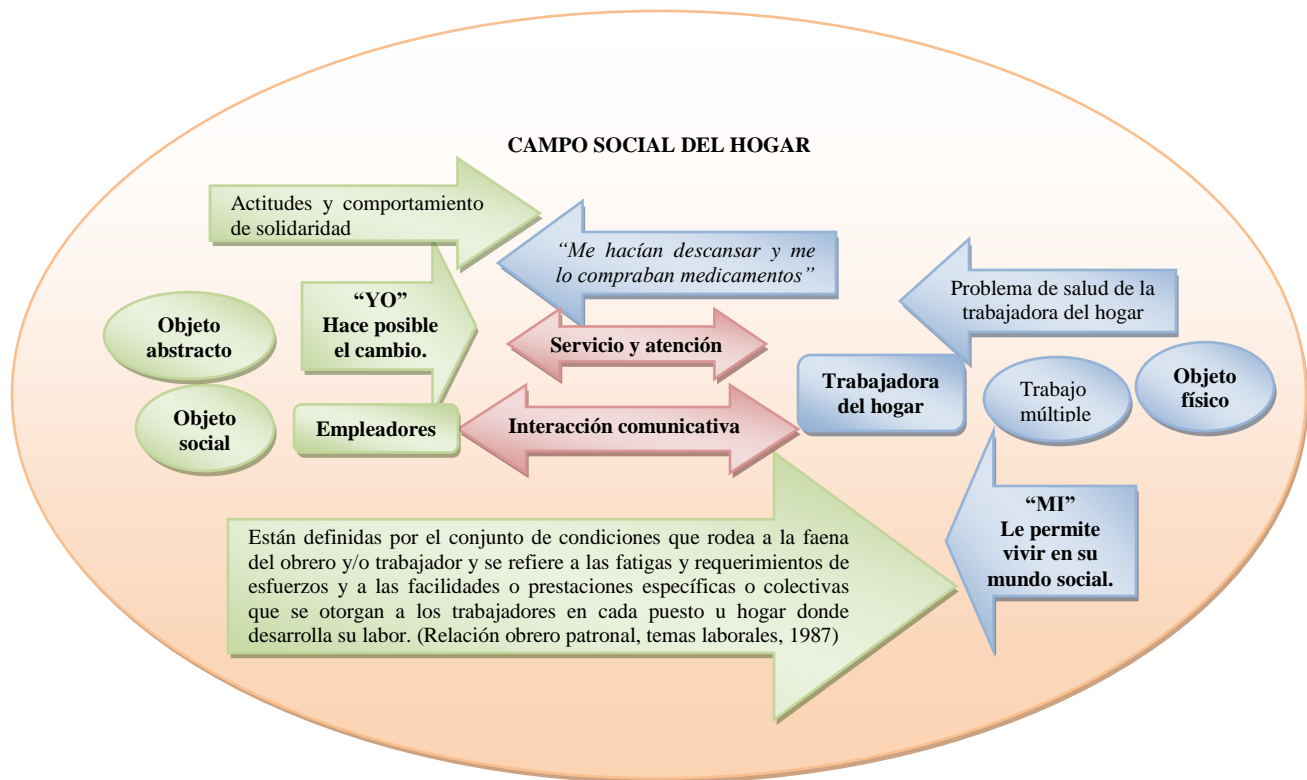 CAMPO SOCIAL DEL HOGAR
Actitudes y comportamiento
de solidaridad
“Me hacían descansar y me
lo compraban medicamentos”
Problema de salud de la
trabajadora del hogar
“YO”
Hace posible
el cambio.
Objeto
abstracto
Servicio y atención
Trabajadora
del hogar
Trabajo
múltiple
Objeto
físico
Objeto
social
Empleadores
Interacción comunicativa
“MI”
Le permite
vivir en su
mundo social.
Están definidas por el conjunto de condiciones que rodea a la faena
del obrero y/o trabajador y se refiere a las fatigas y requerimientos de
esfuerzos y a las facilidades o prestaciones específicas o colectivas
que se otorgan a los trabajadores en cada puesto u hogar donde
desarrolla su labor. (Relación obrero patronal, temas laborales, 1987)